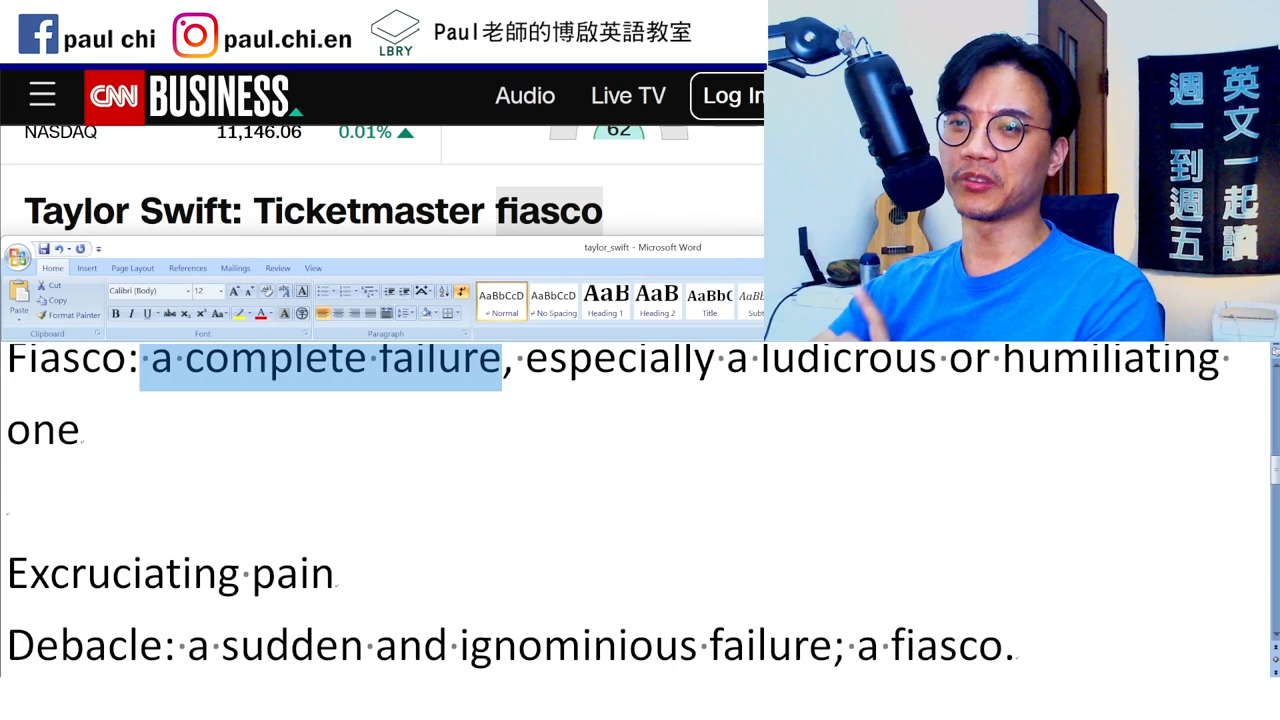 paul chi
paul.chi.en
LBRY
Paul老師的博啟英語教室
CNN BUSINESS
Audio
Live TV
Log In
NASDAQ
11,146.06
0.01%
62
Taylor Swift: Ticketmaster fiasco
taylor_swift - Microsoft Word
Home
Insert
Page Layout
References
Mailings
Review
View
Cut
Copy
Format Painter
Paste
Clipboard
Calibri (Body)
12
Font
Paragraph
AaBbCcD
Normal
AaBbCcD
No Spacing
AaB
Heading 1
AaB
Heading 2
AaBbC
Title
Fiasco: a complete failure, especially a ludicrous or humiliating
one
Excruciating pain
Debacle: a sudden and ignominious failure; a fiasco.
英文一起讀
週一到週五